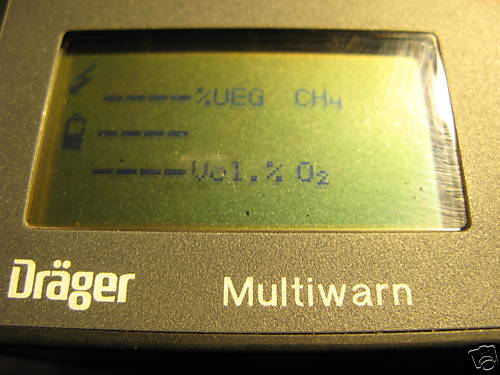 -----%UEG CH₄
-----
-----Vol.% O₂
Dräger Multiwarn